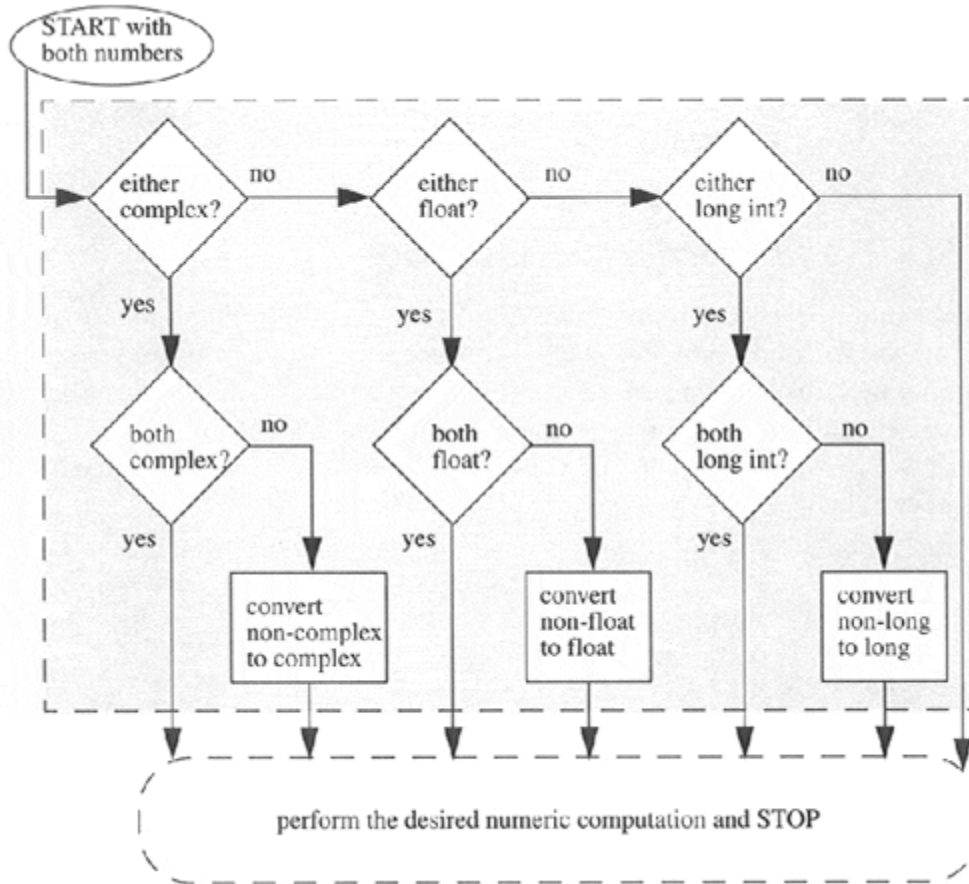 START with
both numbers
either
complex?
no
either
float?
no
either
long int?
no
yes
yes
yes
both
complex?
no
both
float?
no
both
long int?
no
yes
yes
yes
convert
non-complex
to complex
convert
non-float
to float
convert
non-long
to long
perform the desired numeric computation and STOP